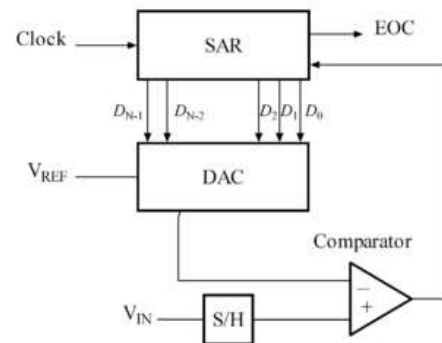 Clock
SAR
EOC
D_{N-1}
D_{N-2}
D_2
D_1
D_0
V_{REF}
DAC
Comparator
−
+
V_{IN}
S/H